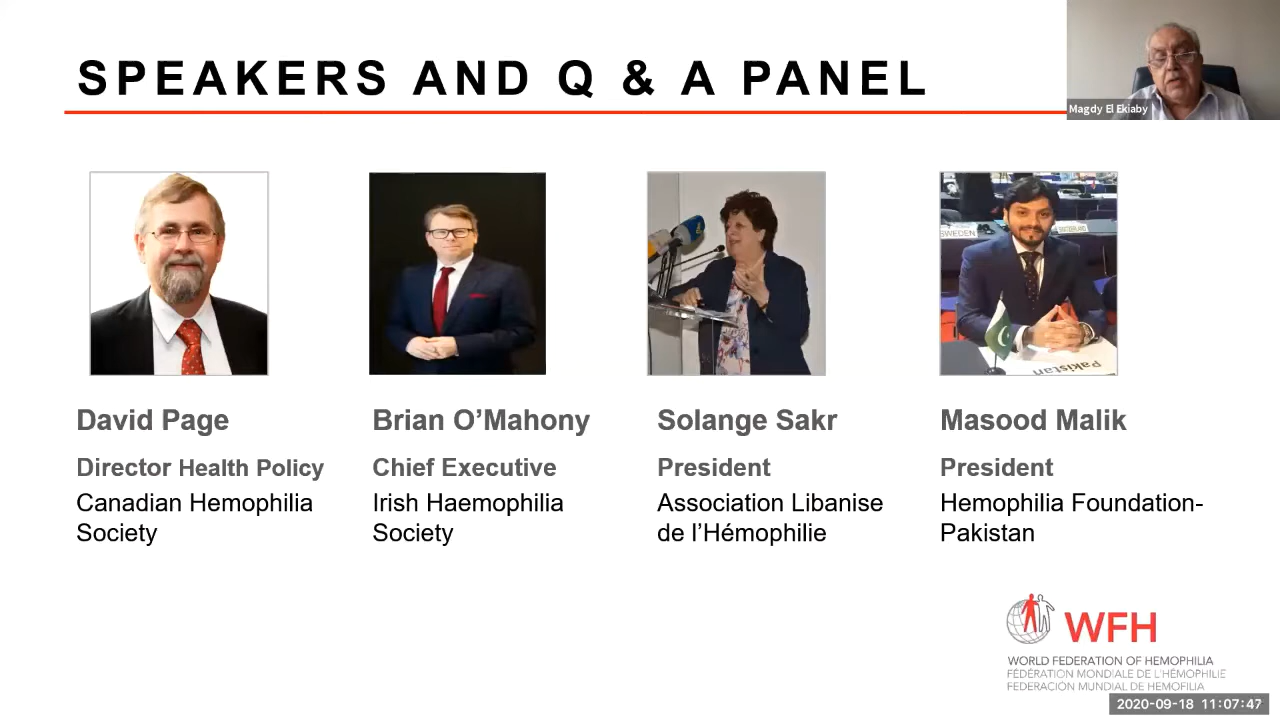 SPEAKERS AND Q & A PANEL
Magdy El Ekiaby
SWEDEN
SWITZERLAND
Pakistan
David Page
Director Health Policy
Canadian Hemophilia
Society
Brian O’Mahony
Chief Executive
Irish Haemophilia
Society
Solange Sakr
President
Association Libanise
de l’Hémophilie
Masood Malik
President
Hemophilia Foundation-
Pakistan
WFH
WORLD FEDERATION OF HEMOPHILIA
FÉDÉRATION MONDIALE DE L'HÉMOPHILIE
FEDERACIÓN MUNDIAL DE HEMOFILIA
2020-09-18 11:07:47